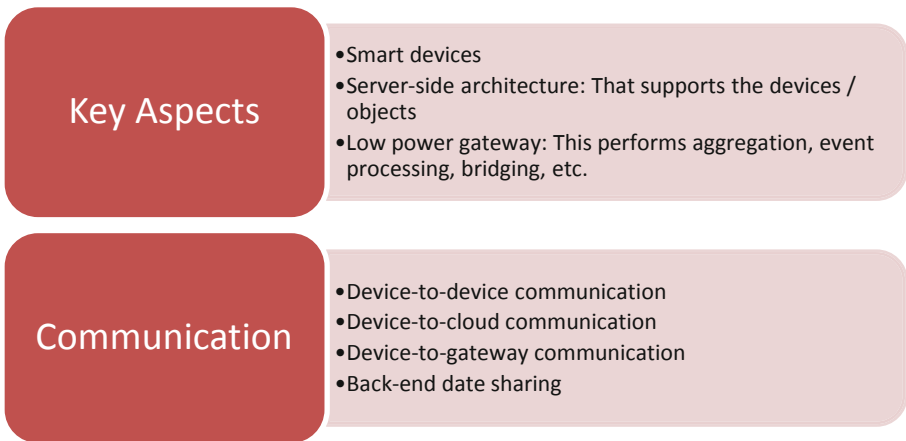 Key Aspects
•Smart devices
•Server-side architecture: That supports the devices /
objects
•Low power gateway: This performs aggregation, event
processing, bridging, etc.
Communication
•Device-to-device communication
•Device-to-cloud communication
•Device-to-gateway communication
•Back-end date sharing